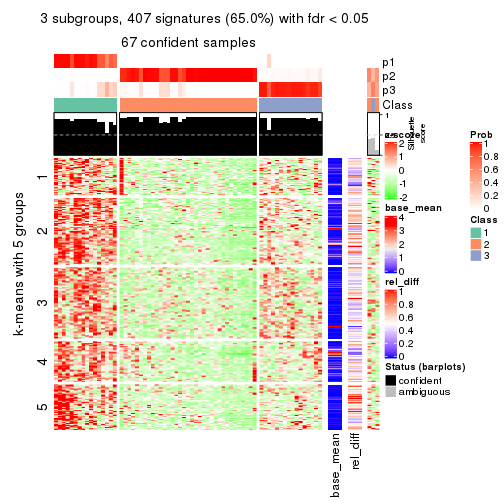 3 subgroups, 407 signatures (65.0%) with fdr < 0.05
67 confident samples
p1
p2
p3
Class
1
Silhouette
score
z-score
2
1
0
-1
-2
base_mean
4
3
2
1
0
rel_diff
1
0.8
0.6
0.4
0.2
0
Status (barplots)
confident
ambiguous
Prob
1
0.8
0.6
0.4
0.2
0
Class
1
2
3
k-means with 5 groups
1
2
3
4
5
base_mean
rel_diff